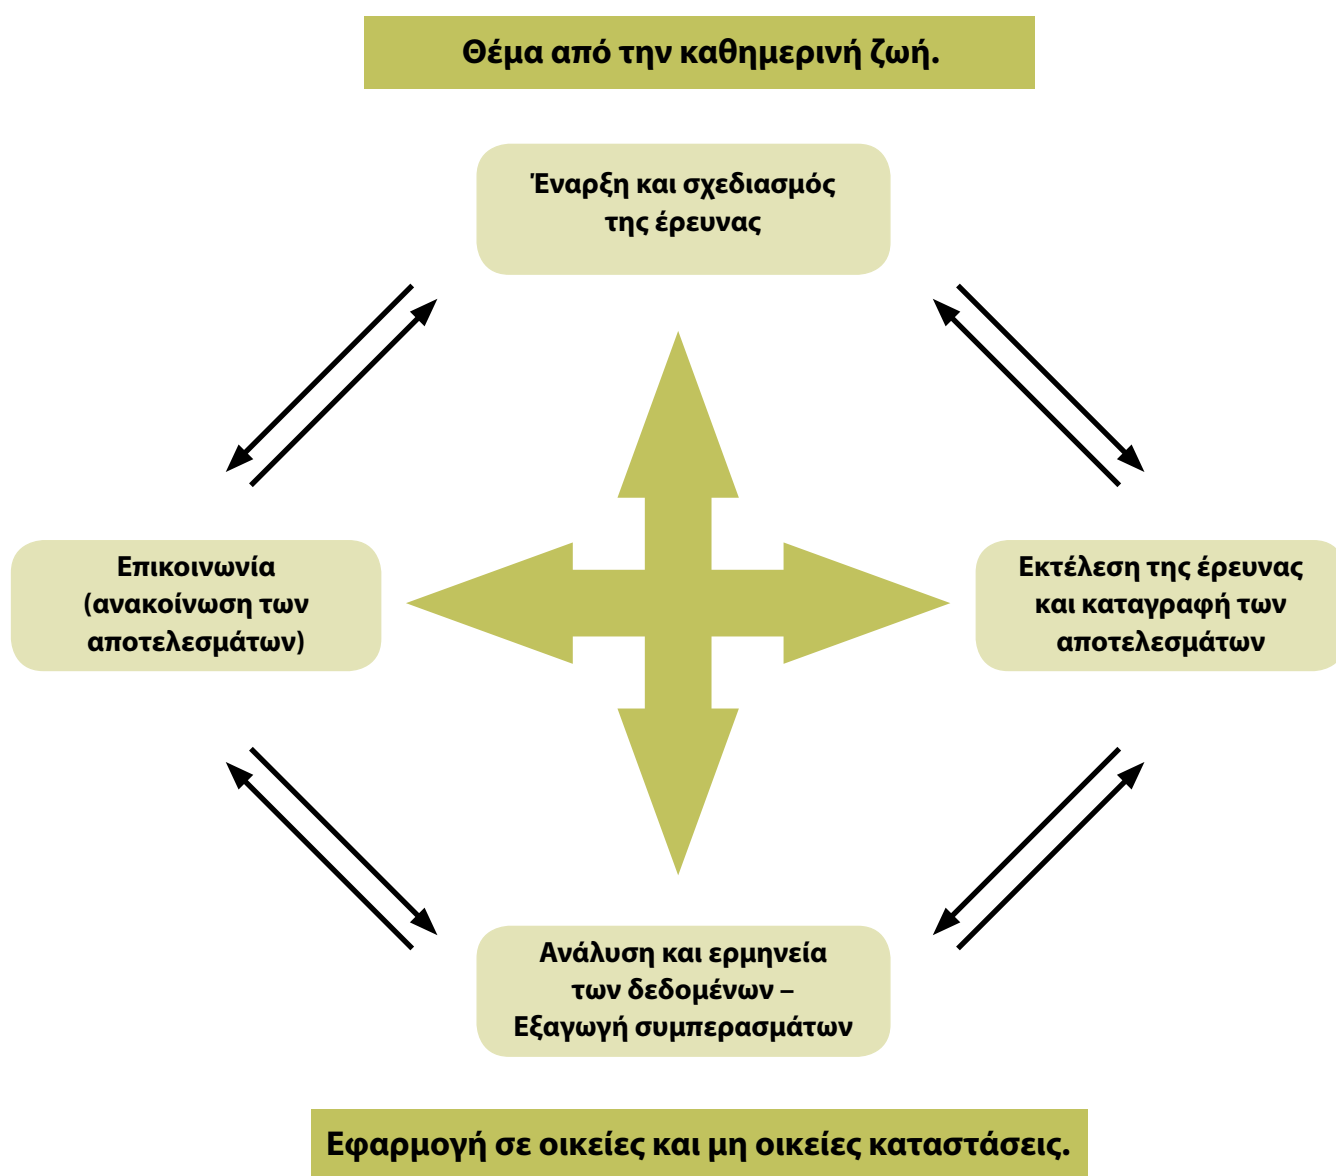 Θέμα από την καθημερινή ζωή.
Έναρξη και σχεδιασμός
της έρευνας
Επικοινωνία
(ανακοίνωση των
αποτελεσμάτων)
Εκτέλεση της έρευνας
και καταγραφή των
αποτελεσμάτων
Ανάλυση και ερμηνεία
των δεδομένων –
Εξαγωγή συμπερασμάτων
Εφαρμογή σε οικείες και μη οικείες καταστάσεις.